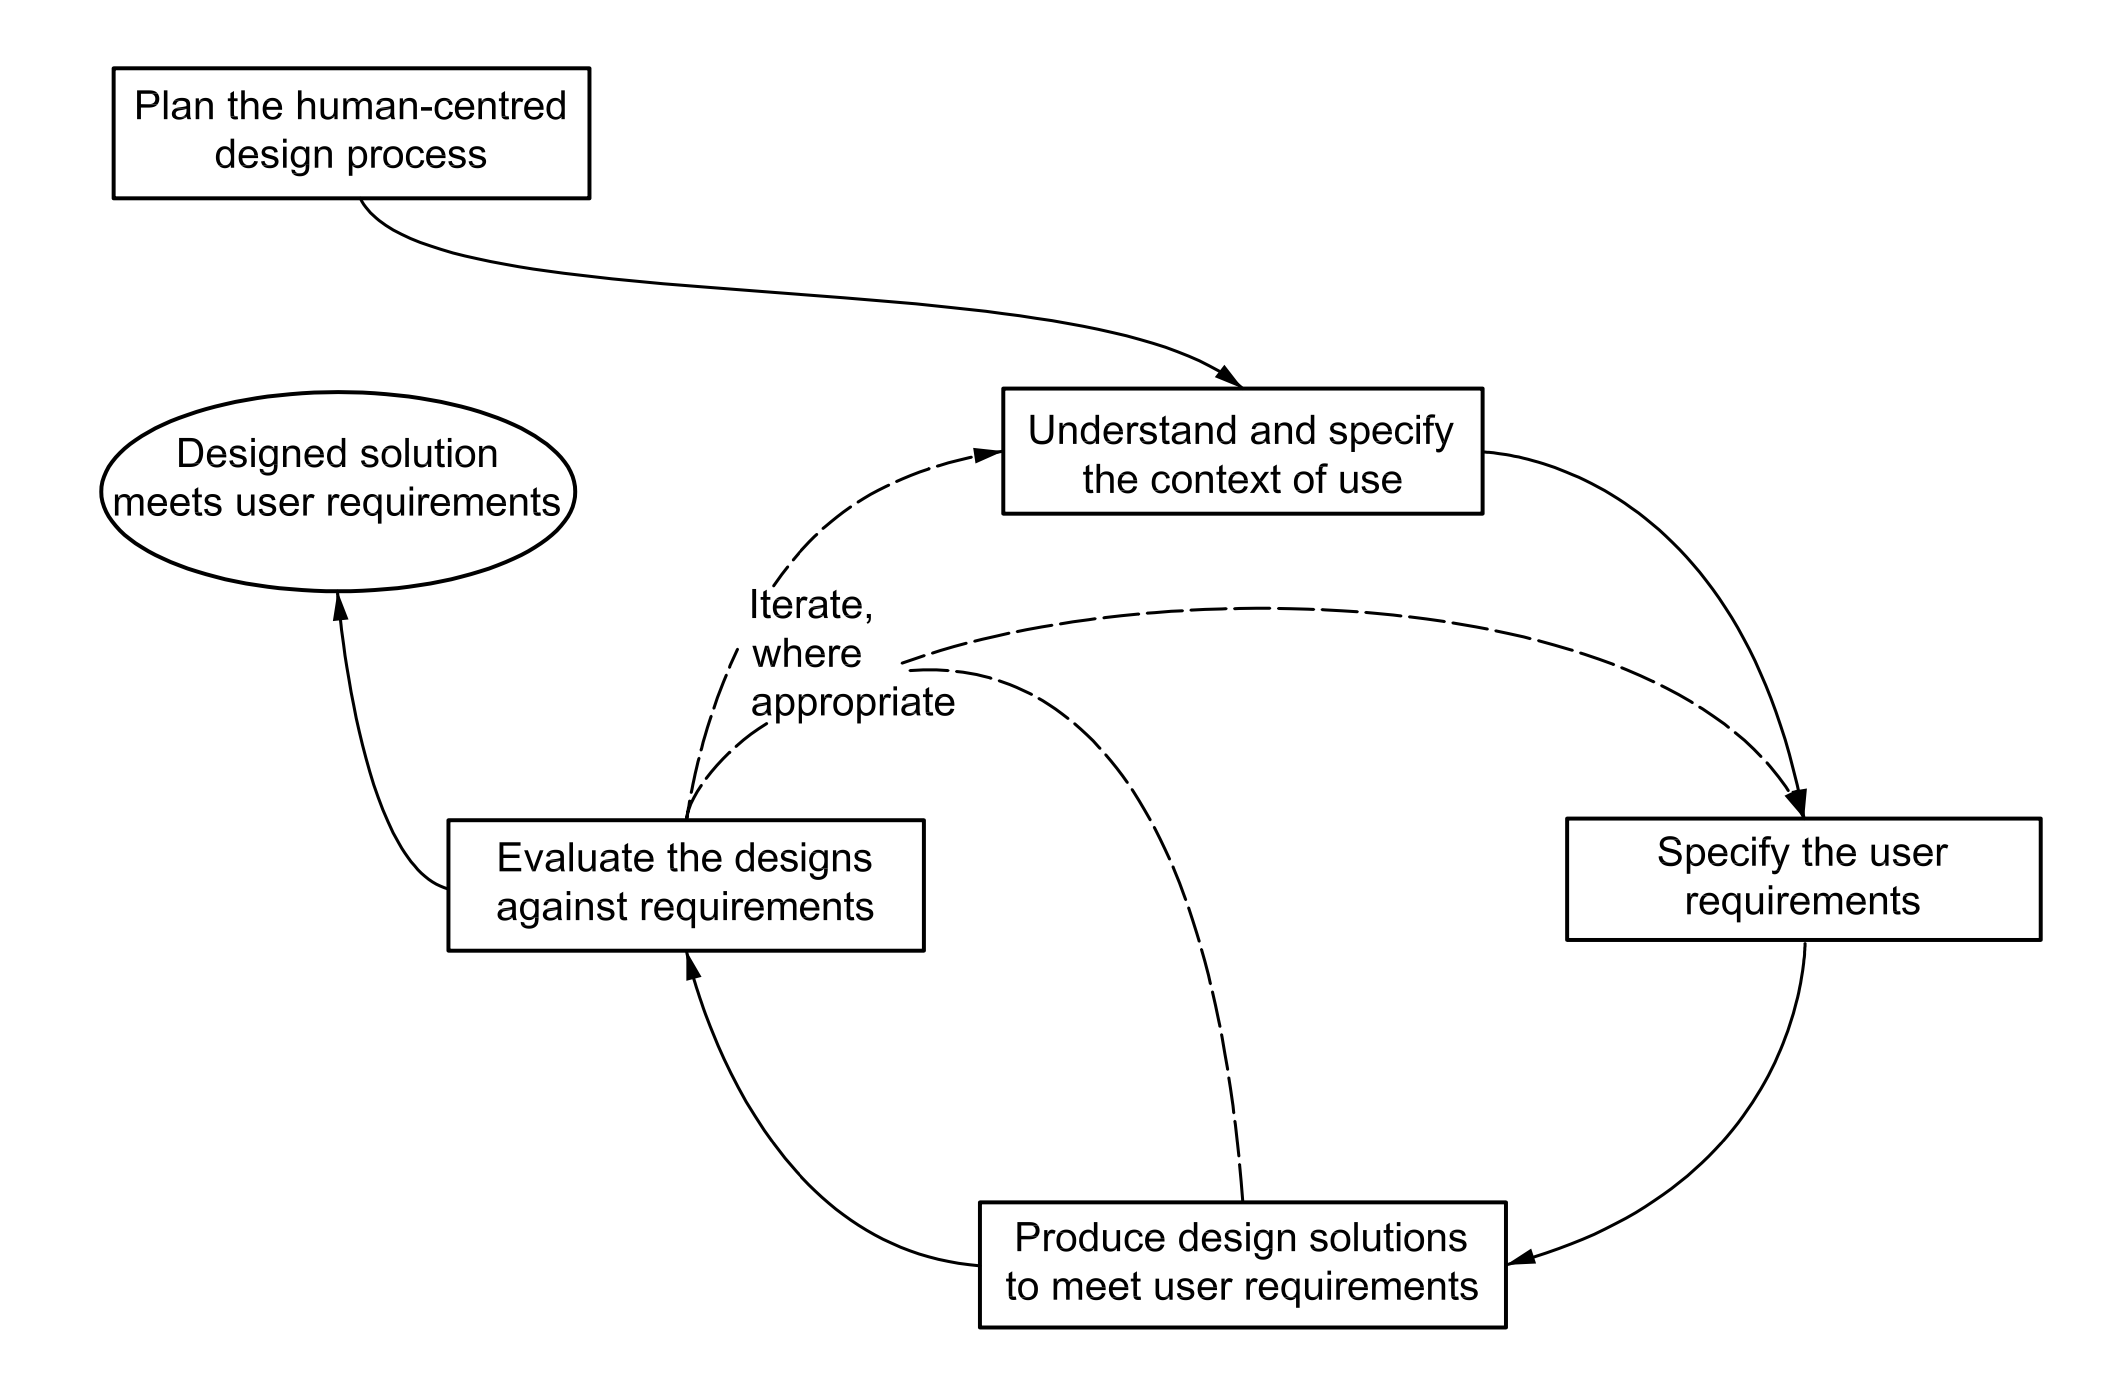 Plan the human-centred
design process
Understand and specify
the context of use
Designed solution
meets user requirements
Iterate,
where
appropriate
Evaluate the designs
against requirements
Specify the user
requirements
Produce design solutions
to meet user requirements